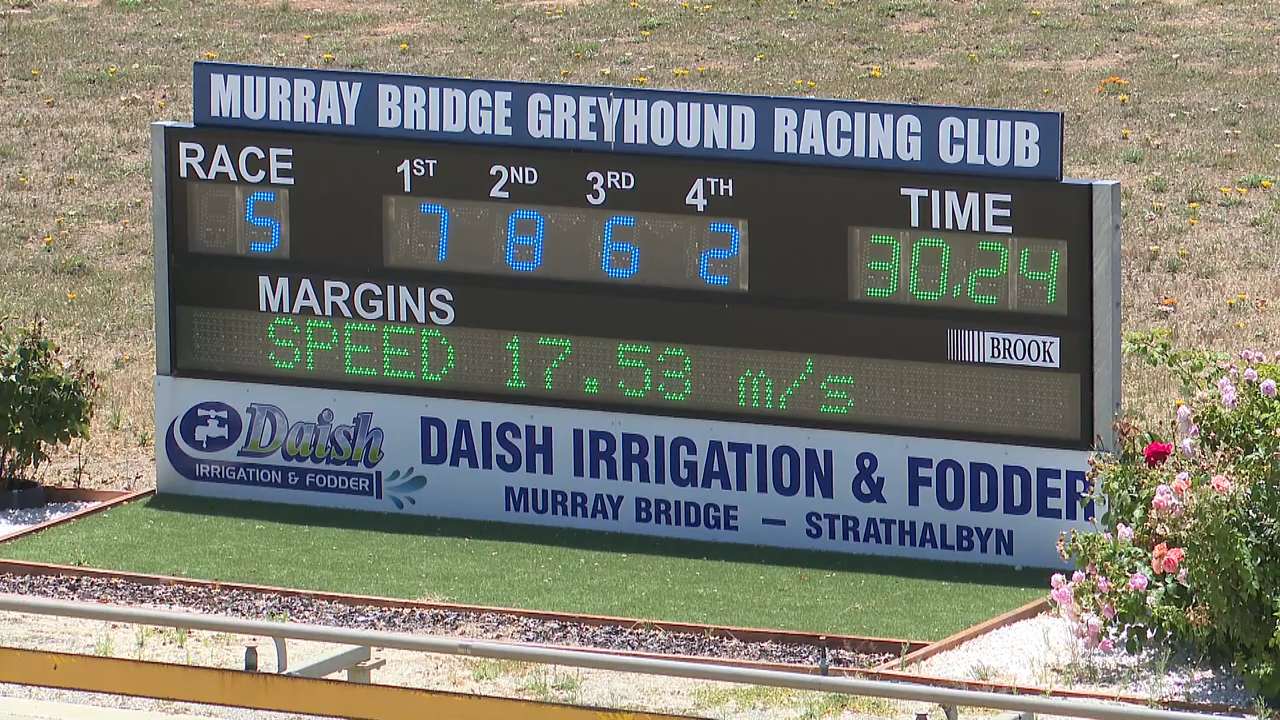 MURRAY BRIDGE GREYHOUND RACING CLUB
RACE 1ST 2ND 3RD 4TH TIME
5 7 8 6 2 30.24
MARGINS
SPEED 17.59 m/s
BROOK
Daish
IRRIGATION & FODDER
DAISH IRRIGATION & FODDER
MURRAY BRIDGE – STRATHALBYN